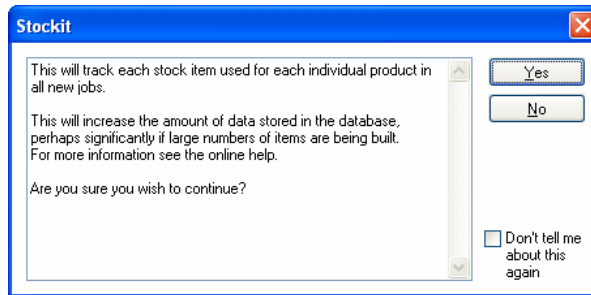 Stockit
This will track each stock item used for each individual product in
all new jobs.
This will increase the amount of data stored in the database,
perhaps significantly if large numbers of items are being built.
For more information see the online help.
Are you sure you wish to continue?
Yes
No
Don't tell me
about this
again